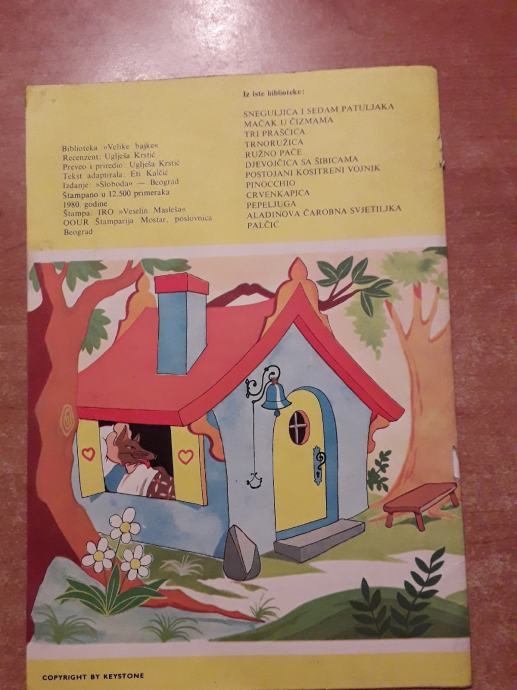 Biblioteka »Velike bajke«
Recenzent: Uglješa Krstić
Preveo i priredio: Uglješa Krstić
Tekst adaptirala: Eti Kalčić
Izdanje: »Sloboda« — Beograd
Štampano u 12.500 primeraka
1980. godine
Štampa: IRO »Veselin Masleša«
OOUR Štamparija Mostar, poslovnica
Beograd
Iz iste biblioteke:
SNEGULJICA I SEDAM PATULJAKA
MAČAK U ČIZMAMA
TRI PRAŠČIĆA
TRNORUŽICA
RUŽNO PAČE
DJEVOJČICA SA ŠIBICAMA
POSTOJANI KOSITRENI VOJNIK
PINOCCHIO
CRVENKAPICA
PEPELJUGA
ALADINOVA ČAROBNA SVJETILJKA
PALČIĆ
COPYRIGHT BY KEYSTONE